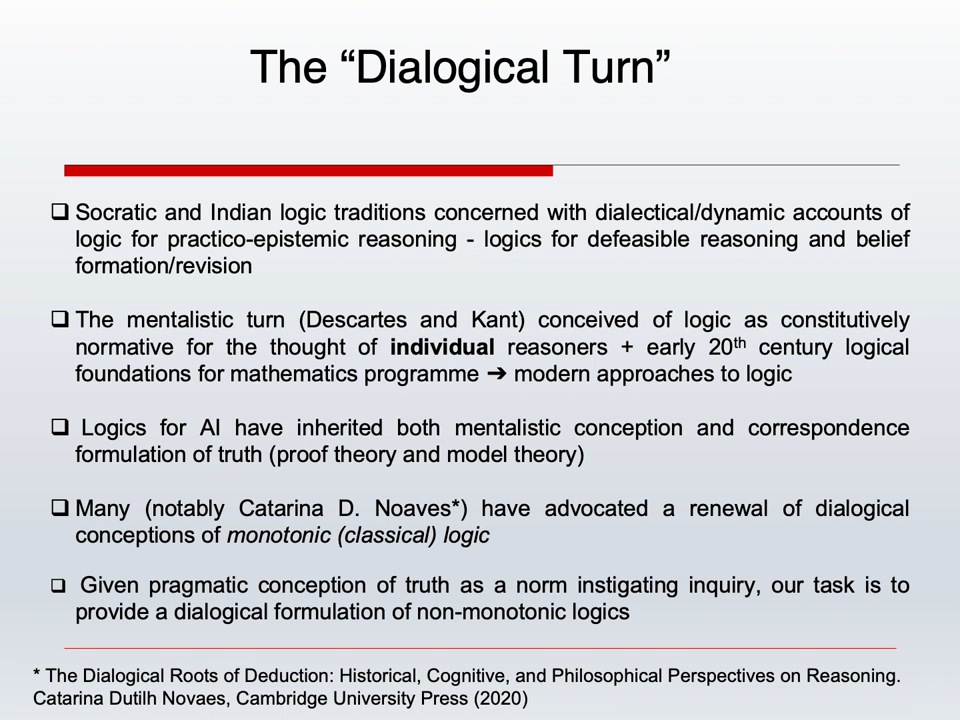 The “Dialogical Turn”
❑ Socratic and Indian logic traditions concerned with dialectical/dynamic accounts of
logic for practico-epistemic reasoning - logics for defeasible reasoning and belief
formation/revision
❑ The mentalistic turn (Descartes and Kant) conceived of logic as constitutively
normative for the thought of individual reasoners + early 20th century logical
foundations for mathematics programme ➔ modern approaches to logic
❑ Logics for AI have inherited both mentalistic conception and correspondence
formulation of truth (proof theory and model theory)
❑ Many (notably Catarina D. Noaves*) have advocated a renewal of dialogical
conceptions of monotonic (classical) logic
❑ Given pragmatic conception of truth as a norm instigating inquiry, our task is to
provide a dialogical formulation of non-monotonic logics
* The Dialogical Roots of Deduction: Historical, Cognitive, and Philosophical Perspectives on Reasoning.
Catarina Dutilh Novaes, Cambridge University Press (2020)